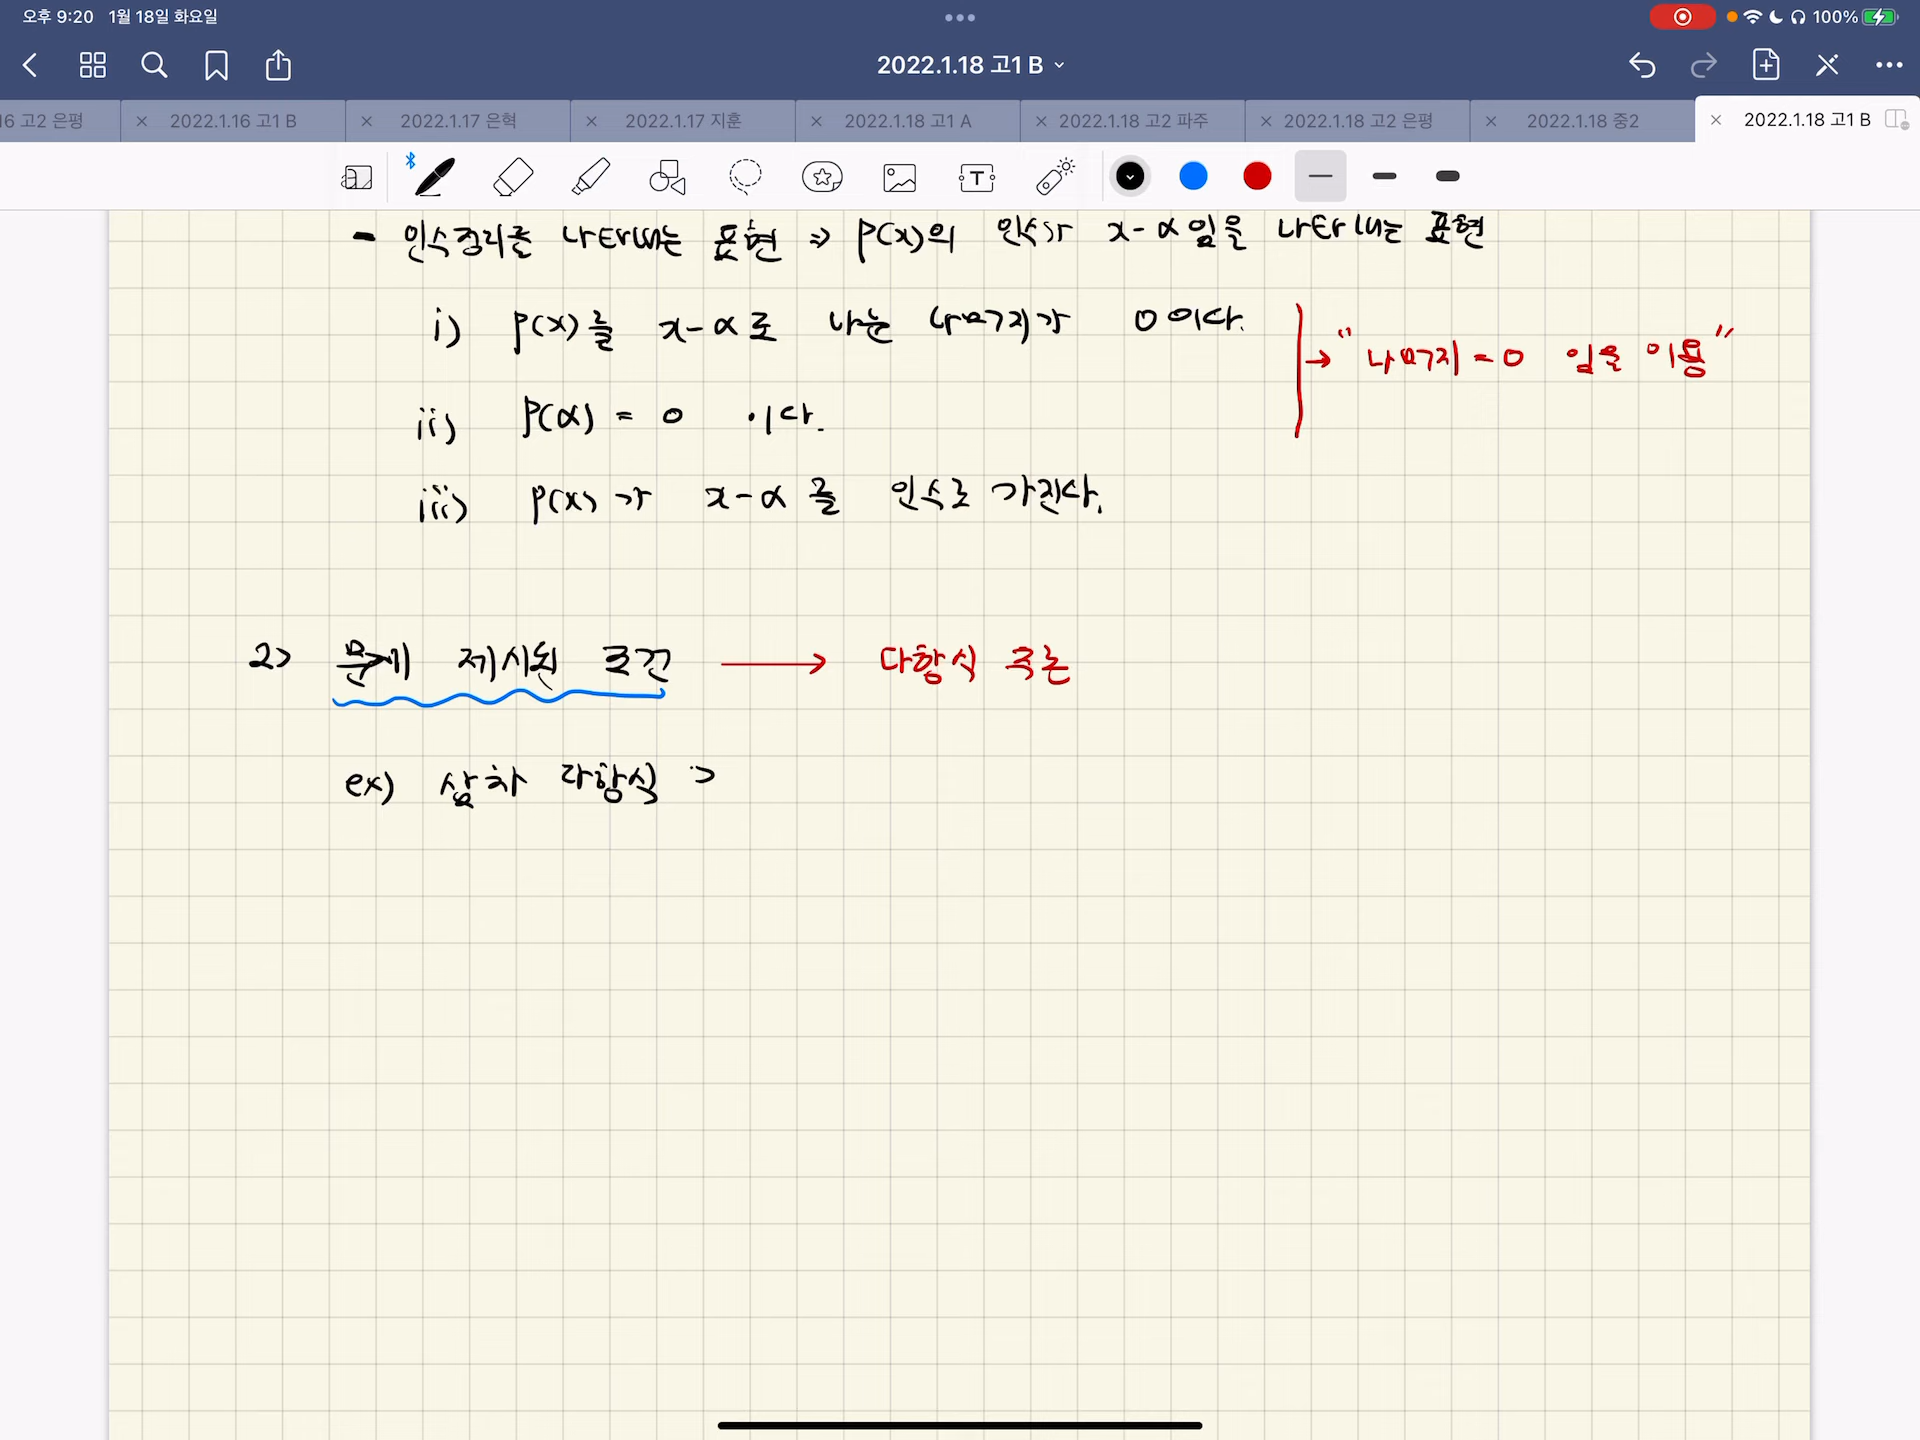 오후 9:20 1월 18일 화요일 100%
2022.1.18 고1 B
16 고2 은평 2022.1.16 고1 B 2022.1.17 은혁 2022.1.17 지훈 2022.1.18 고1 A 2022.1.18 고2 파주 2022.1.18 고2 은평 2022.1.18 중2 2022.1.18 고1 B
- 인수정리를 나타내는 표현 ⇒ P(x)의 인수가 x-α임을 나타내는 표현
i) P(x)를 x-α로 나눈 나머지가 0이다.
→ "나머지=0 임을 이용"
ii) P(α) = 0 이다.
iii) P(x)가 x-α를 인수로 가진다.
2> 문제 제시된 조건 → 다항식 추론
ex) 삼차 다항식